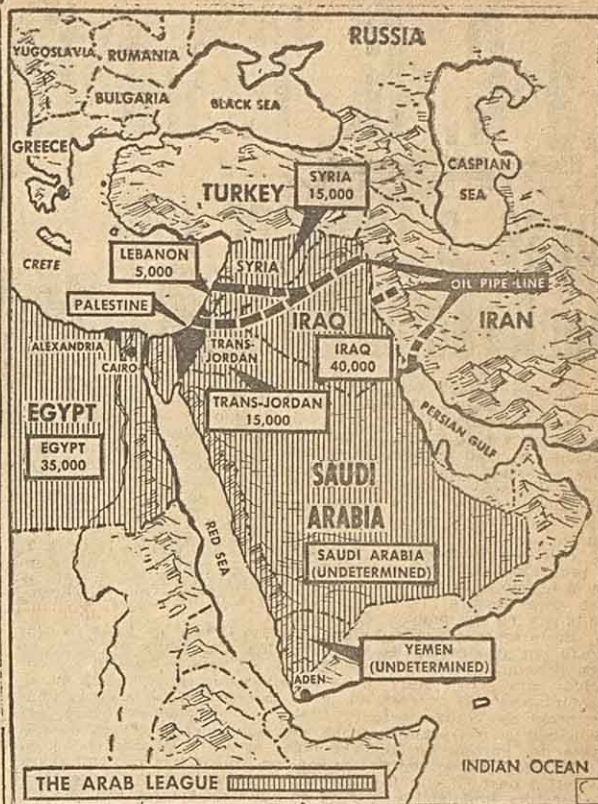 RUSSIA
YUGOSLAVIA
RUMANIA
BULGARIA
BLACK SEA
GREECE
CASPIAN
SEA
TURKEY
SYRIA
15,000
CRETE
LEBANON
5,000
SYRIA
OIL PIPE-LINE
PALESTINE
IRAQ
IRAN
ALEXANDRIA
CAIRO
TRANS-
JORDAN
IRAQ
40,000
TRANS-JORDAN
15,000
PERSIAN GULF
EGYPT
EGYPT
35,000
SAUDI
ARABIA
RED SEA
SAUDI ARABIA
(UNDETERMINED)
YEMEN
(UNDETERMINED)
ADEN
INDIAN OCEAN
THE ARAB LEAGUE